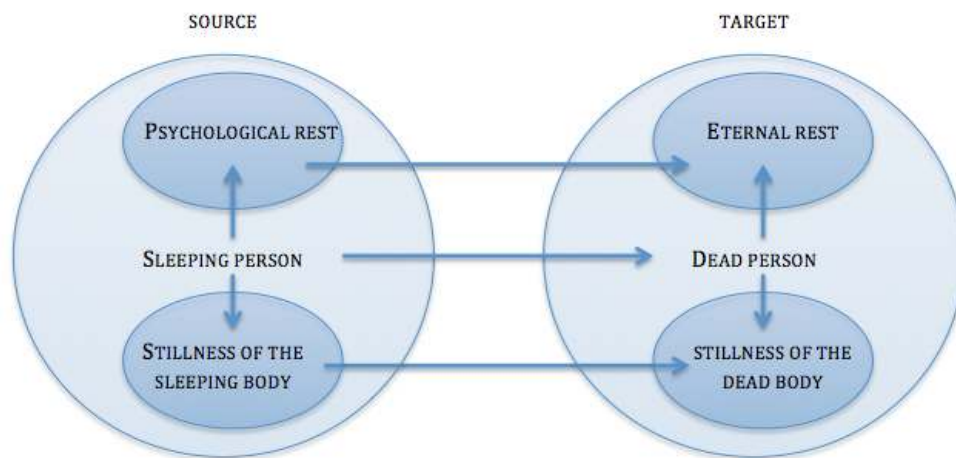 SOURCE
TARGET
PSYCHOLOGICAL REST
ETERNAL REST
SLEEPING PERSON
DEAD PERSON
STILLNESS OF THE
SLEEPING BODY
STILLNESS OF THE
DEAD BODY